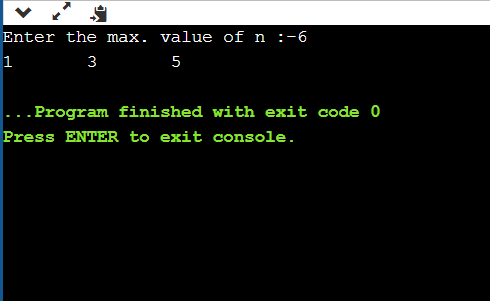 Enter the max. value of n :-6
1 3 5
...Program finished with exit code 0
Press ENTER to exit console.